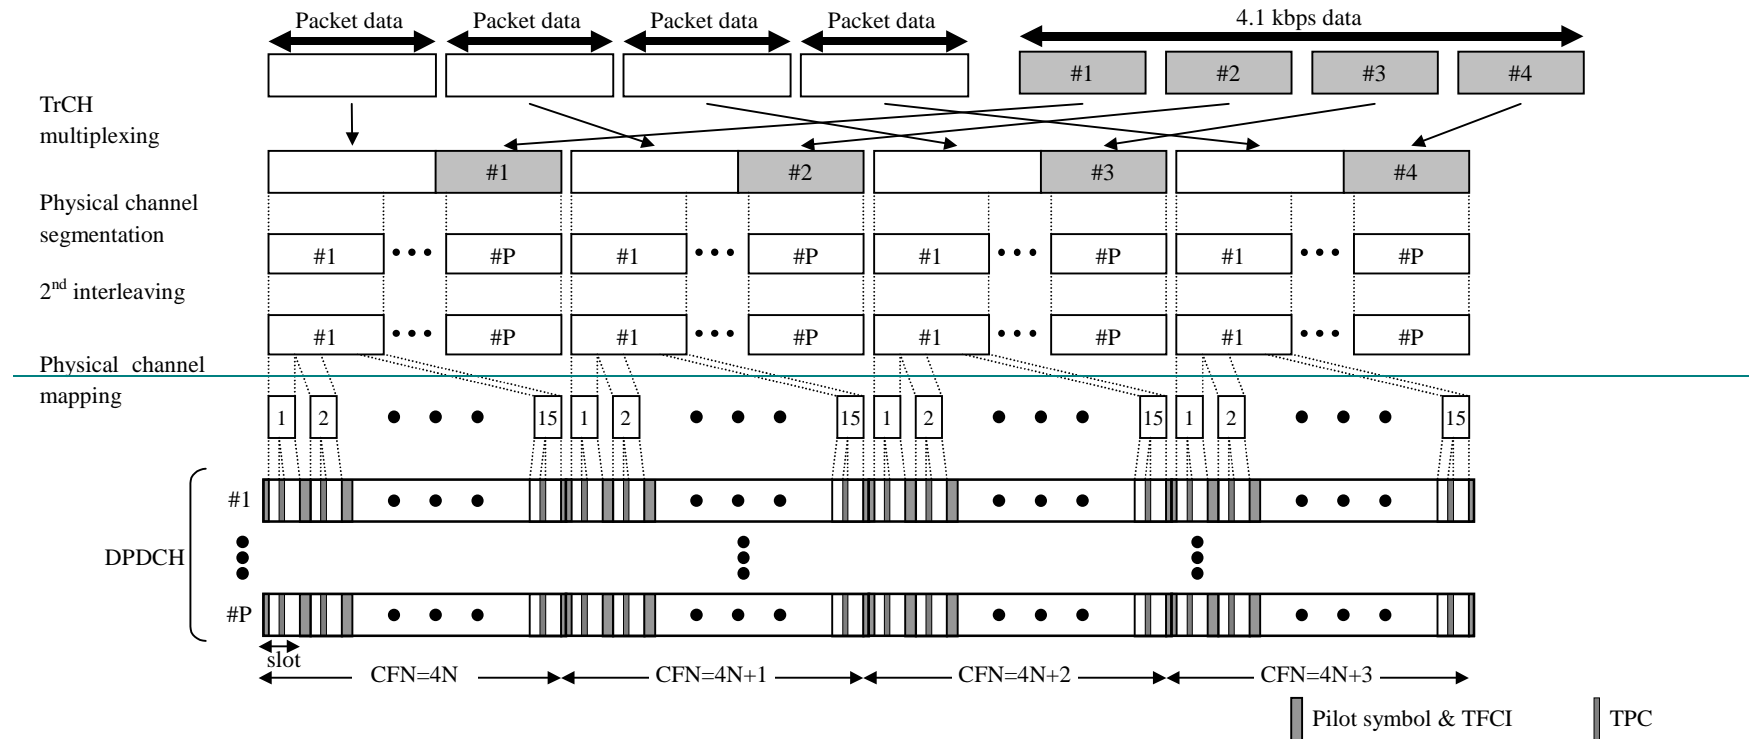 Packet data Packet data Packet data Packet data 4.1 kbps data
#1 #2 #3 #4
TrCH
multiplexing
#1 #2 #3 #4
Physical channel
segmentation
#1 #P #1 #P #1 #P #1 #P
2nd interleaving
#1 #P #1 #P #1 #P #1 #P
Physical channel
mapping
1 2 15 1 2 15 1 2 15 1 2 15
#1
DPDCH
#P
slot
CFN=4N CFN=4N+1 CFN=4N+2 CFN=4N+3
Pilot symbol & TFCI TPC